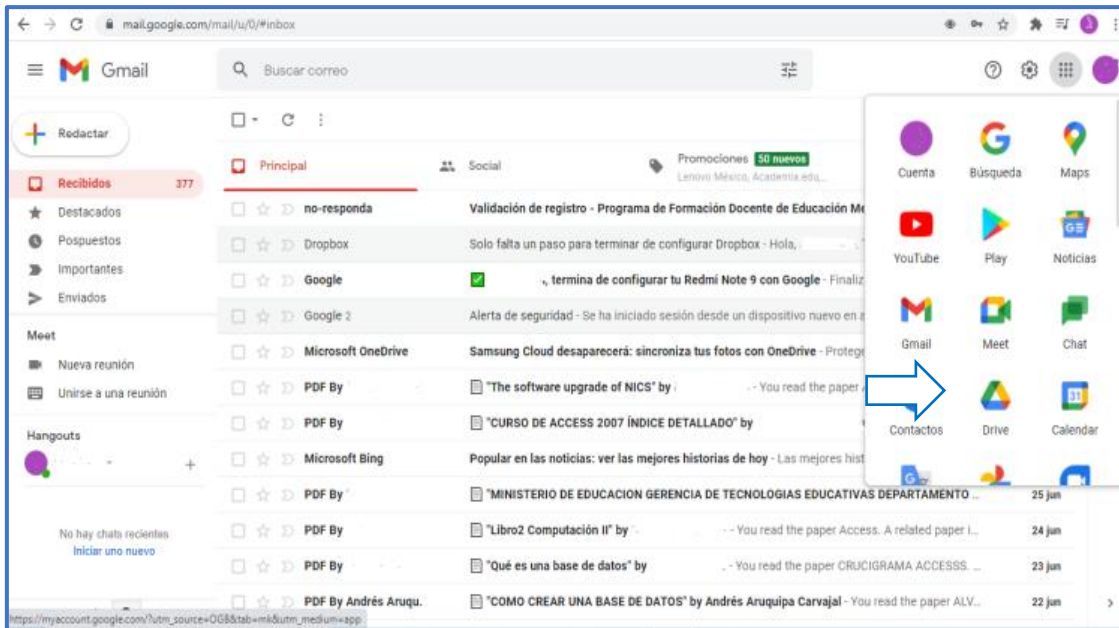 mail.google.com/mail/u/0/#inbox
Gmail
Buscar correo
Redactar
Recibidos 377
Destacados
Pospuestos
Importantes
Enviados
Meet
Nueva reunión
Unirse a una reunión
Hangouts
No hay chats recientes
Iniciar uno nuevo
Principal
Social
Promociones 50 nuevos
Lenovo México, Academia.edu,...
no-responda Validación de registro - Programa de Formación Docente de Educación Me
Dropbox Solo falta un paso para terminar de configurar Dropbox - Hola,
Google , termina de configurar tu Redmi Note 9 con Google - Finaliz
Google 2 Alerta de seguridad - Se ha iniciado sesión desde un dispositivo nuevo en a
Microsoft OneDrive Samsung Cloud desaparecerá: sincroniza tus fotos con OneDrive - Protege
PDF By "The software upgrade of NICS" by - You read the paper
PDF By "CURSO DE ACCESS 2007 ÍNDICE DETALLADO" by
Microsoft Bing Popular en las noticias: ver las mejores historias de hoy - Las mejores hist
PDF By "MINISTERIO DE EDUCACION GERENCIA DE TECNOLOGIAS EDUCATIVAS DEPARTAMENTO ... 25 jun
PDF By "Libro2 Computación II" by - You read the paper Access. A related paper i... 24 jun
PDF By "Qué es una base de datos" by - You read the paper CRUCIGRAMA ACCESSS. ... 23 jun
PDF By Andrés Aruqu. "COMO CREAR UNA BASE DE DATOS" by Andrés Aruquipa Carvajal - You read the paper ALV... 22 jun
Cuenta Búsqueda Maps
YouTube Play Noticias
Gmail Meet Chat
31
Contactos Drive Calendar
https://myaccount.google.com/?utm_source=OGB&tab=mk&utm_medium=app